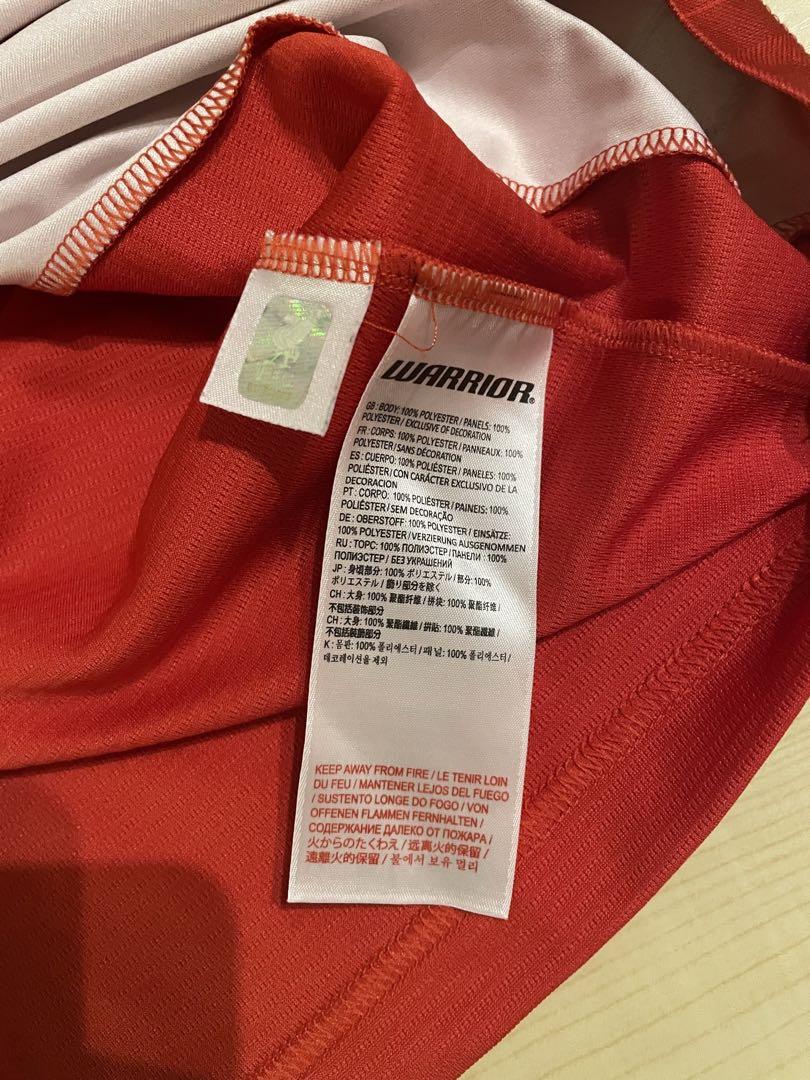 WARRIOR
GB : BODY: 100% POLYESTER / PANELS: 100%
POLYESTER / EXCLUSIVE OF DECORATION
FR : CORPS: 100% POLYESTER / PANNEAUX: 100%
POLYESTER/SANS DÉCORATION
ES : CUERPO: 100% POLIÉSTER / PANELES: 100%
POLIÉSTER / CON CARÁCTER EXCLUSIVO DE LA
DECORACION
PT : CORPO: 100% POLIÉSTER / PAINEIS: 100%
POLIÉSTER / SEM DECORAÇÃO
DE : OBERSTOFF: 100% POLYESTER / EINSÄTZE:
100% POLYESTER / VERZIERUNG AUSGENOMMEN
RU : ТОРС: 100% ПОЛИЭСТЕР / ПАНЕЛИ : 100%
ПОЛИЭСТЕР / БЕЗ УКРАШЕНИЙ
JP : 身頃部分: 100% ポリエステル / 部分: 100%
ポリエステル / 飾り部分を除く
CH : 大身: 100% 聚酯纤维 / 拼块: 100% 聚酯纤维 /
不包括装饰部分
CH : 大身: 100% 聚酯纖維 / 拼貼: 100% 聚酯纖維 /
不包括裝飾部分
K : 몸판: 100% 폴리에스터 / 패널: 100% 폴리에스터 /
데코레이션을 제외
KEEP AWAY FROM FIRE / LE TENIR LOIN
DU FEU / MANTENER LEJOS DEL FUEGO
/ SUSTENTO LONGE DO FOGO / VON
OFFENEN FLAMMEN FERNHALTEN /
СОДЕРЖАНИЕ ДАЛЕКО ОТ ПОЖАРА /
火からのたくわえ / 远离火的保留 /
遠離火的保留 / 불에서 보유 멀리